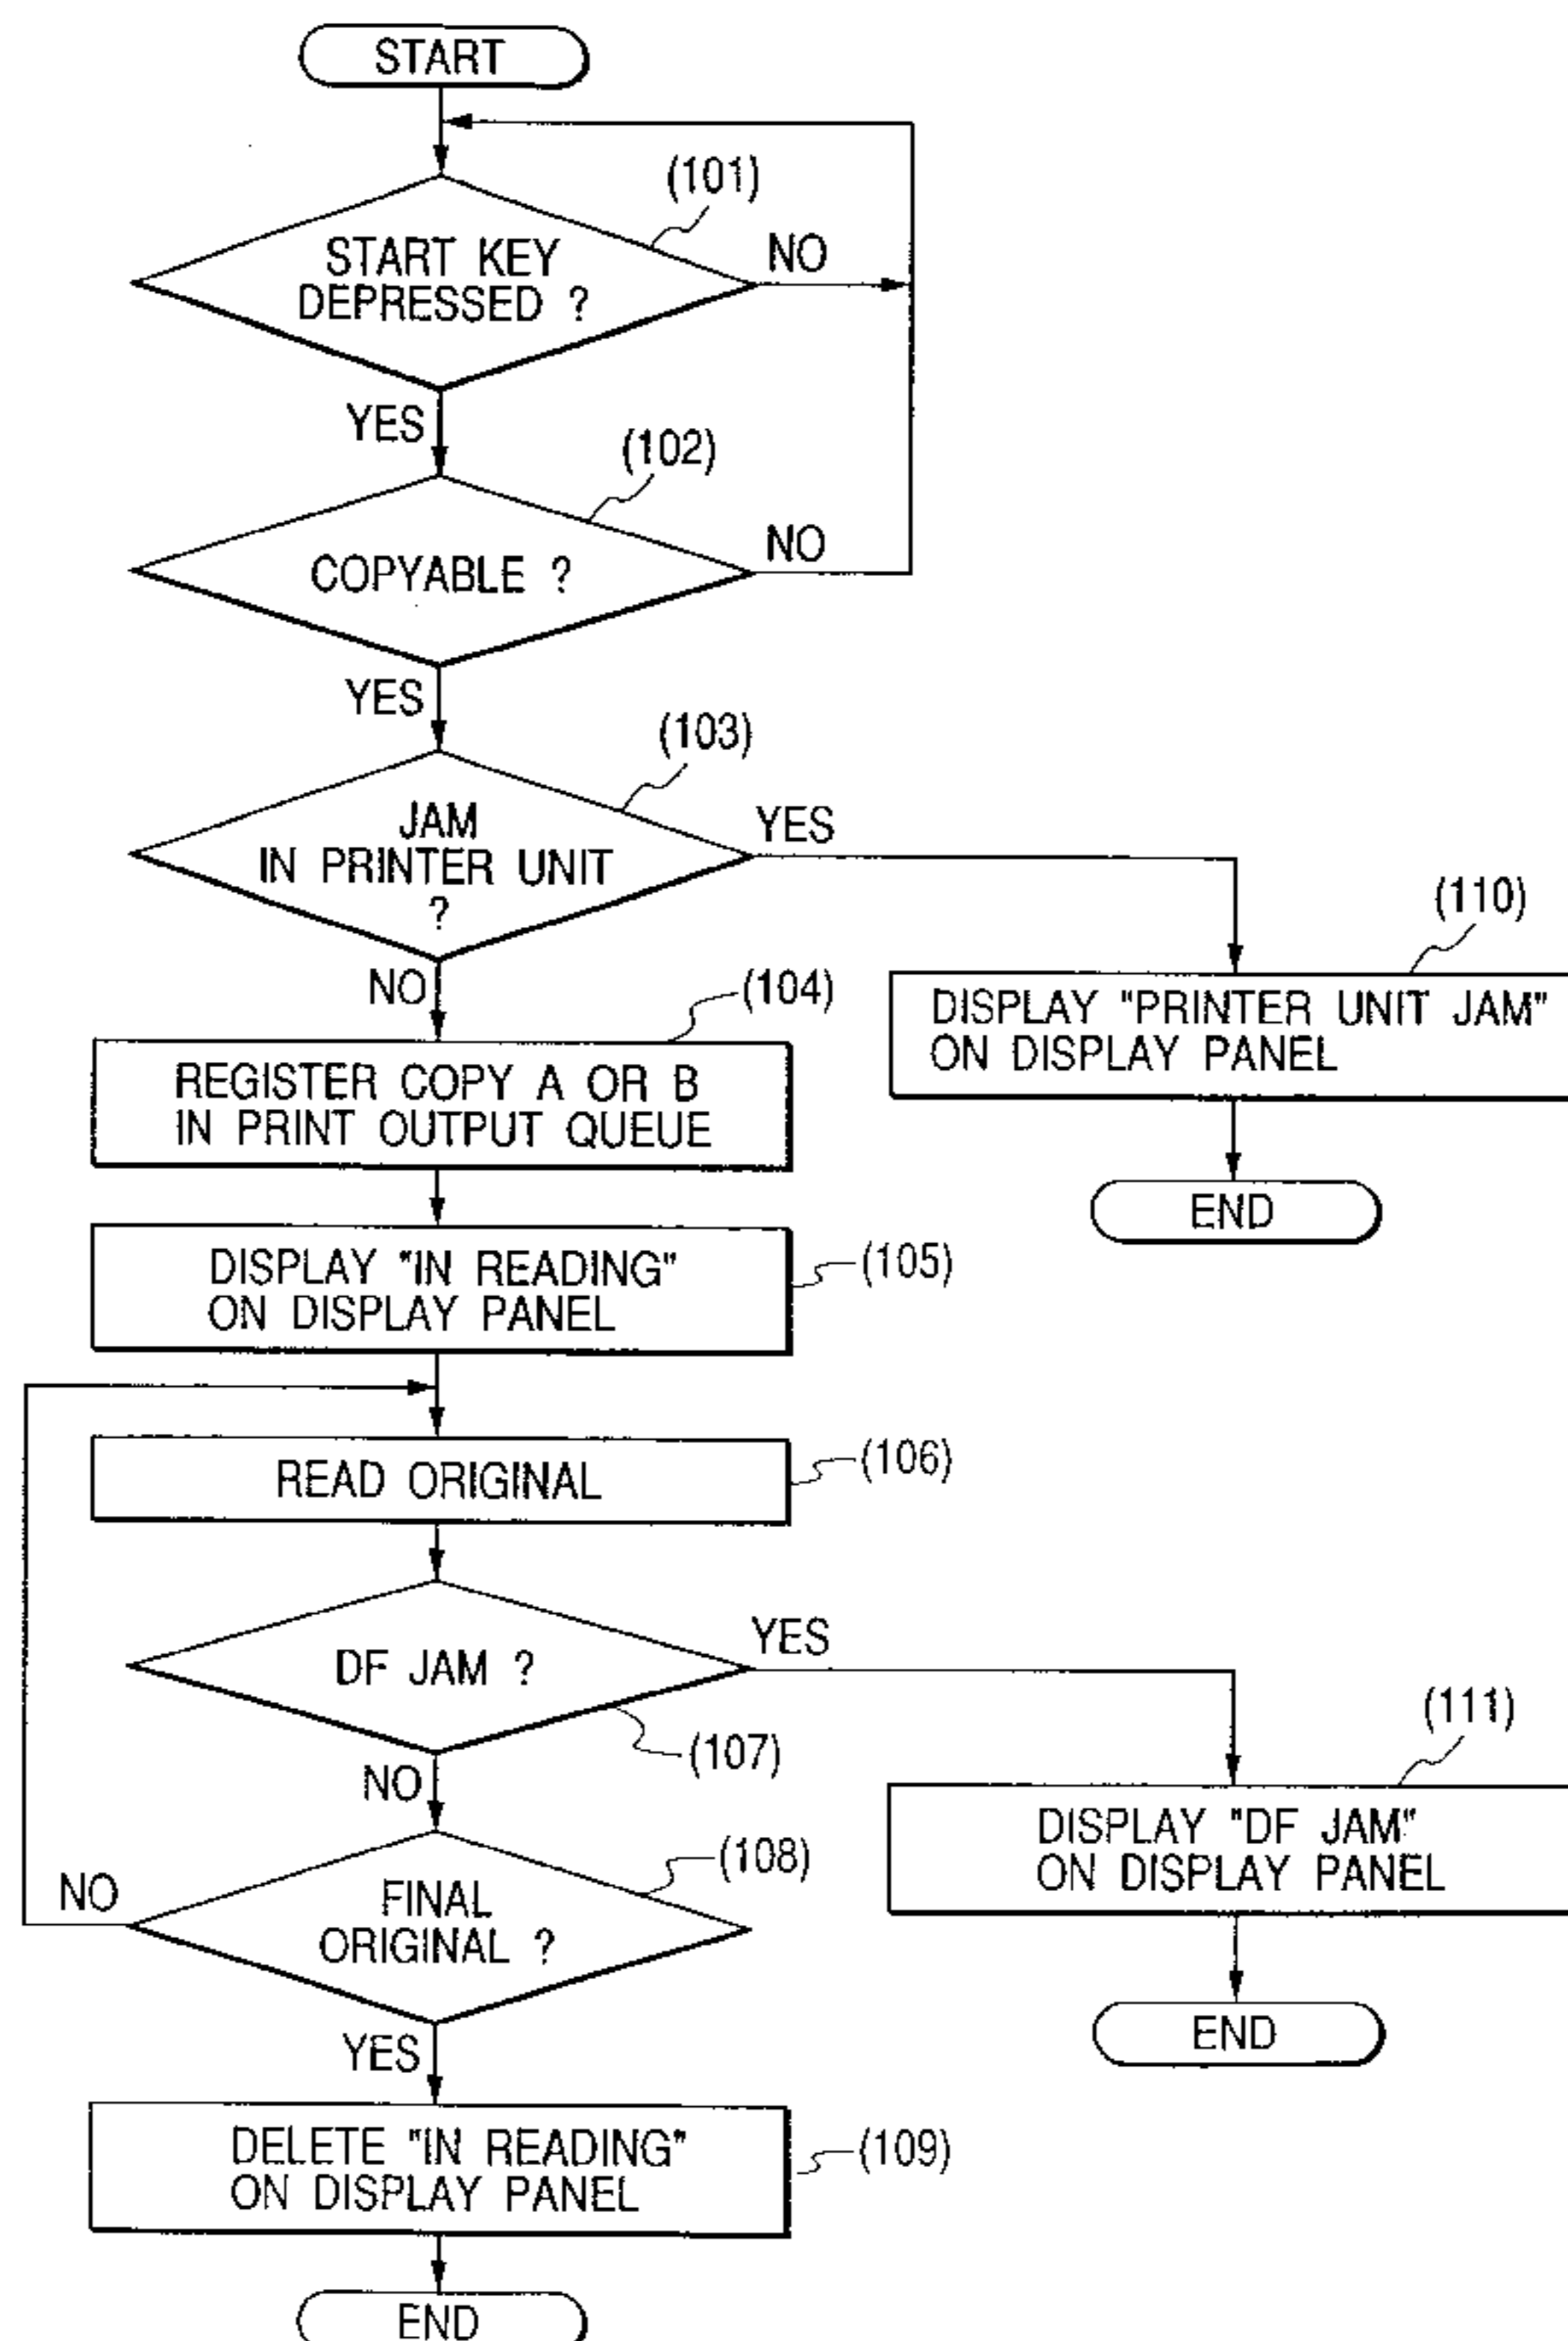 START
(101)
START KEY
DEPRESSED ?
NO
YES
(102)
COPYABLE ?
NO
YES
(103)
JAM
IN PRINTER UNIT
?
YES
NO
(110)
DISPLAY "PRINTER UNIT JAM"
ON DISPLAY PANEL
END
(104)
REGISTER COPY A OR B
IN PRINT OUTPUT QUEUE
DISPLAY "IN READING"
ON DISPLAY PANEL
(105)
READ ORIGINAL
(106)
DF JAM ?
YES
(107)
NO
(111)
DISPLAY "DF JAM"
ON DISPLAY PANEL
END
(108)
FINAL
ORIGINAL ?
NO
YES
DELETE "IN READING"
ON DISPLAY PANEL
(109)
END